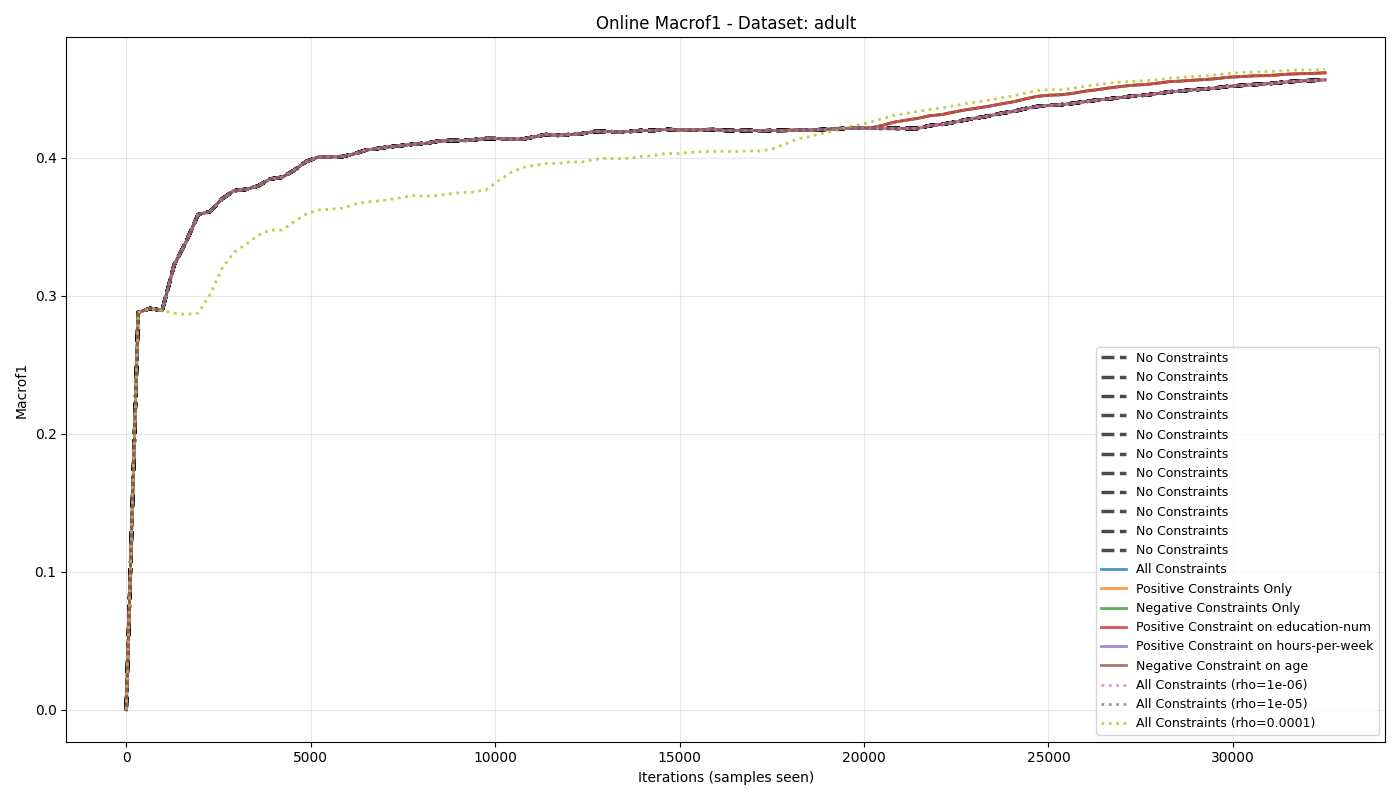 Online Macrof1 - Dataset: adult
Macrof1
0.4
0.3
0.2
0.1
0.0
No Constraints
No Constraints
No Constraints
No Constraints
No Constraints
No Constraints
No Constraints
No Constraints
No Constraints
No Constraints
No Constraints
All Constraints
Positive Constraints Only
Negative Constraints Only
Positive Constraint on education-num
Positive Constraint on hours-per-week
Negative Constraint on age
All Constraints (rho=1e-06)
All Constraints (rho=1e-05)
All Constraints (rho=0.0001)
0 5000 10000 15000 20000 25000 30000
Iterations (samples seen)